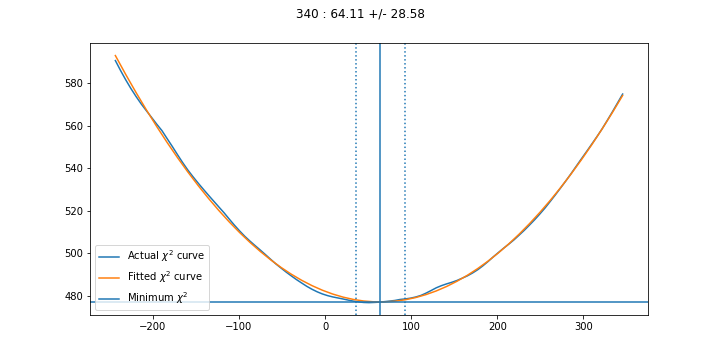 340 : 64.11 +/- 28.58
580
560
540
520
500
480
Actual χ² curve
Fitted χ² curve
Minimum χ²
−200 −100 0 100 200 300